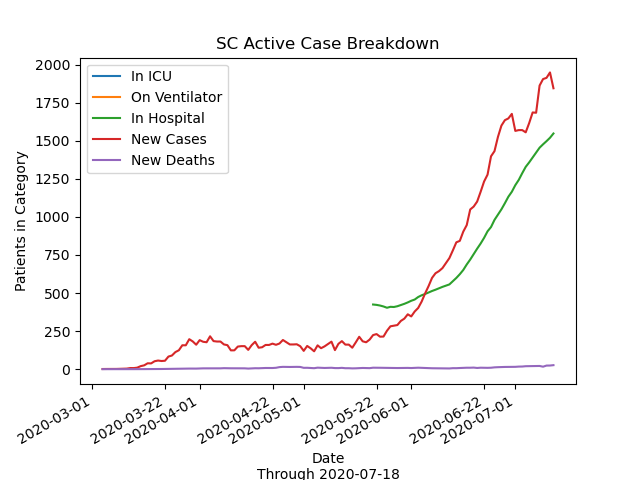 SC Active Case Breakdown
In ICU
On Ventilator
In Hospital
New Cases
New Deaths
Patients in Category
2000
1750
1500
1250
1000
750
500
250
0
2020-03-01
2020-03-22
2020-04-01
2020-04-22
2020-05-01
2020-05-22
2020-06-01
2020-06-22
2020-07-01
Date
Through 2020-07-18